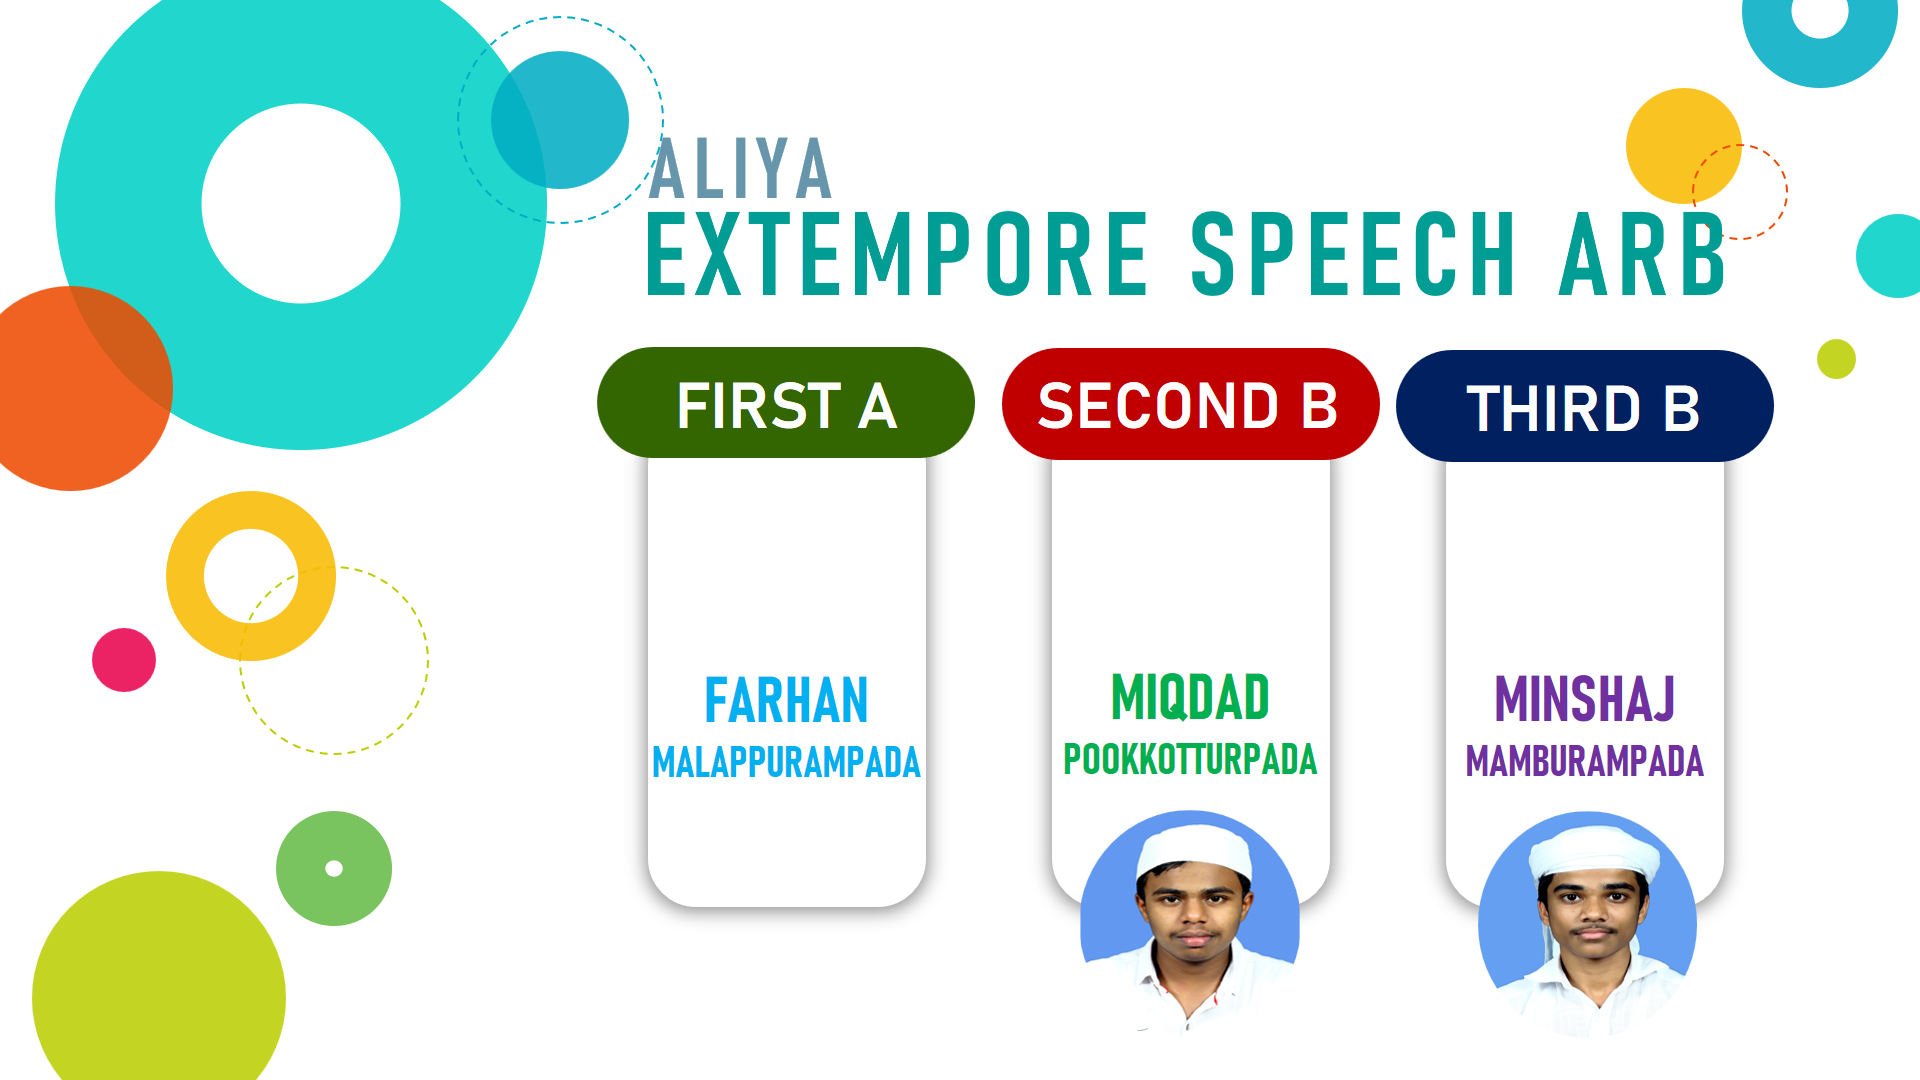 ALIYA
EXTEMPORE SPEECH ARB
FIRST A
FARHAN
MALAPPURAMPADA
SECOND B
MIQDAD
POOKKOTTURPADA
THIRD B
MINSHAJ
MAMBURAMPADA